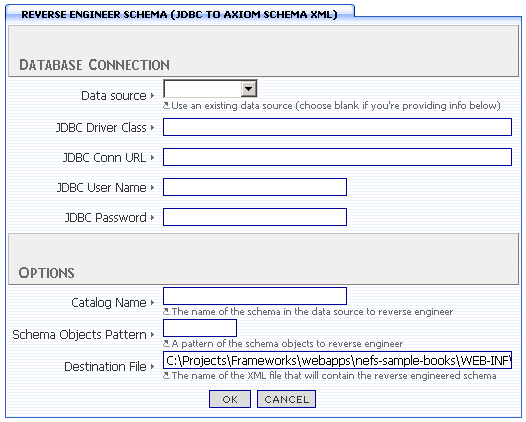 REVERSE ENGINEER SCHEMA (JDBC TO AXIOM SCHEMA XML)
DATABASE CONNECTION
Data source
Use an existing data source (choose blank if you're providing info below)
JDBC Driver Class
JDBC Conn URL
JDBC User Name
JDBC Password
OPTIONS
Catalog Name
The name of the schema in the data source to reverse engineer
Schema Objects Pattern
A pattern of the schema objects to reverse engineer
Destination File C:\Projects\Frameworks\webapps\nefs-sample-books\WEB-INF\
The name of the XML file that will contain the reverse engineered schema
OK CANCEL